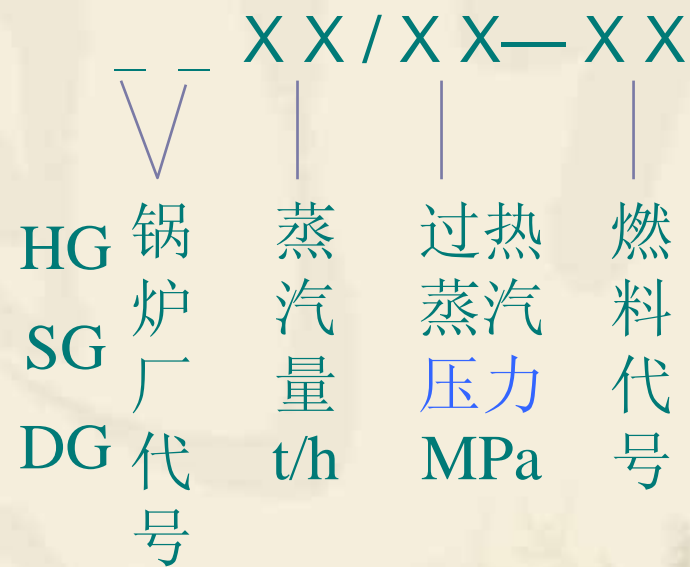 _ _ XX/XX—XX
HG
SG
DG
锅炉厂代号
蒸汽量
t/h
过热
蒸汽
压力
MPa
燃料代号